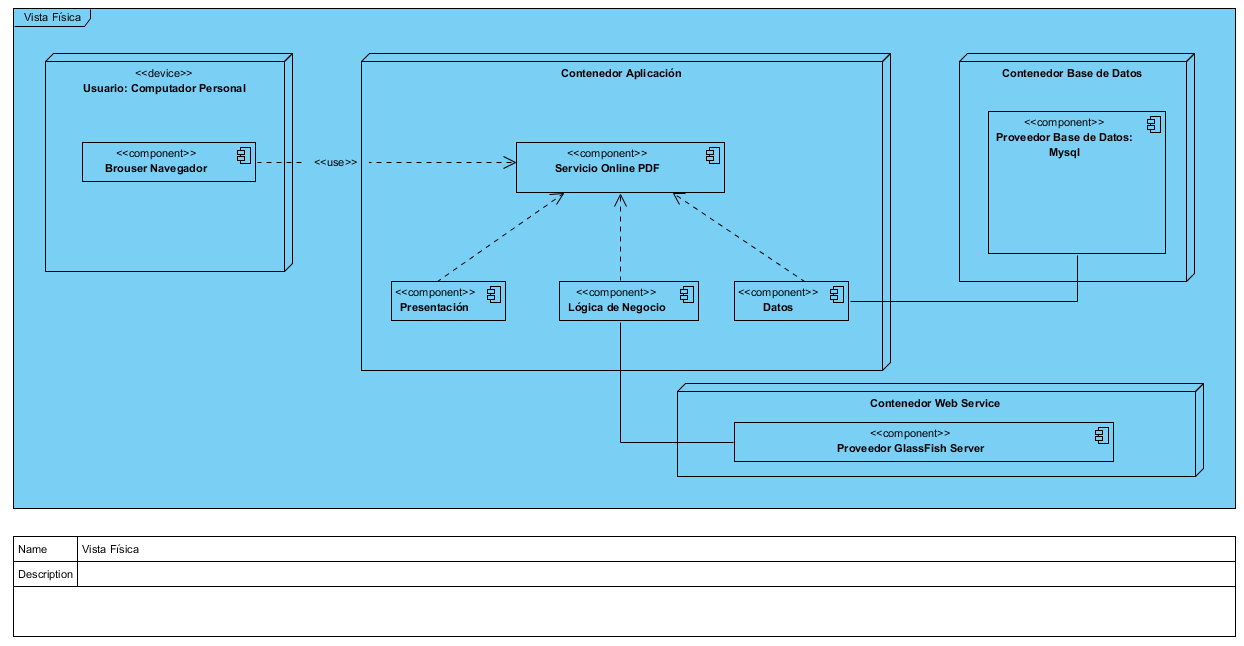 Vista Física
<<device>>
Usuario: Computador Personal
<<component>>
Brouser Navegador
<<use>>
Contenedor Aplicación
<<component>>
Servicio Online PDF
<<component>>
Presentación
<<component>>
Lógica de Negocio
<<component>>
Datos
Contenedor Base de Datos
<<component>>
Proveedor Base de Datos:
Mysql
Contenedor Web Service
<<component>>
Proveedor GlassFish Server
Name
Vista Física
Description